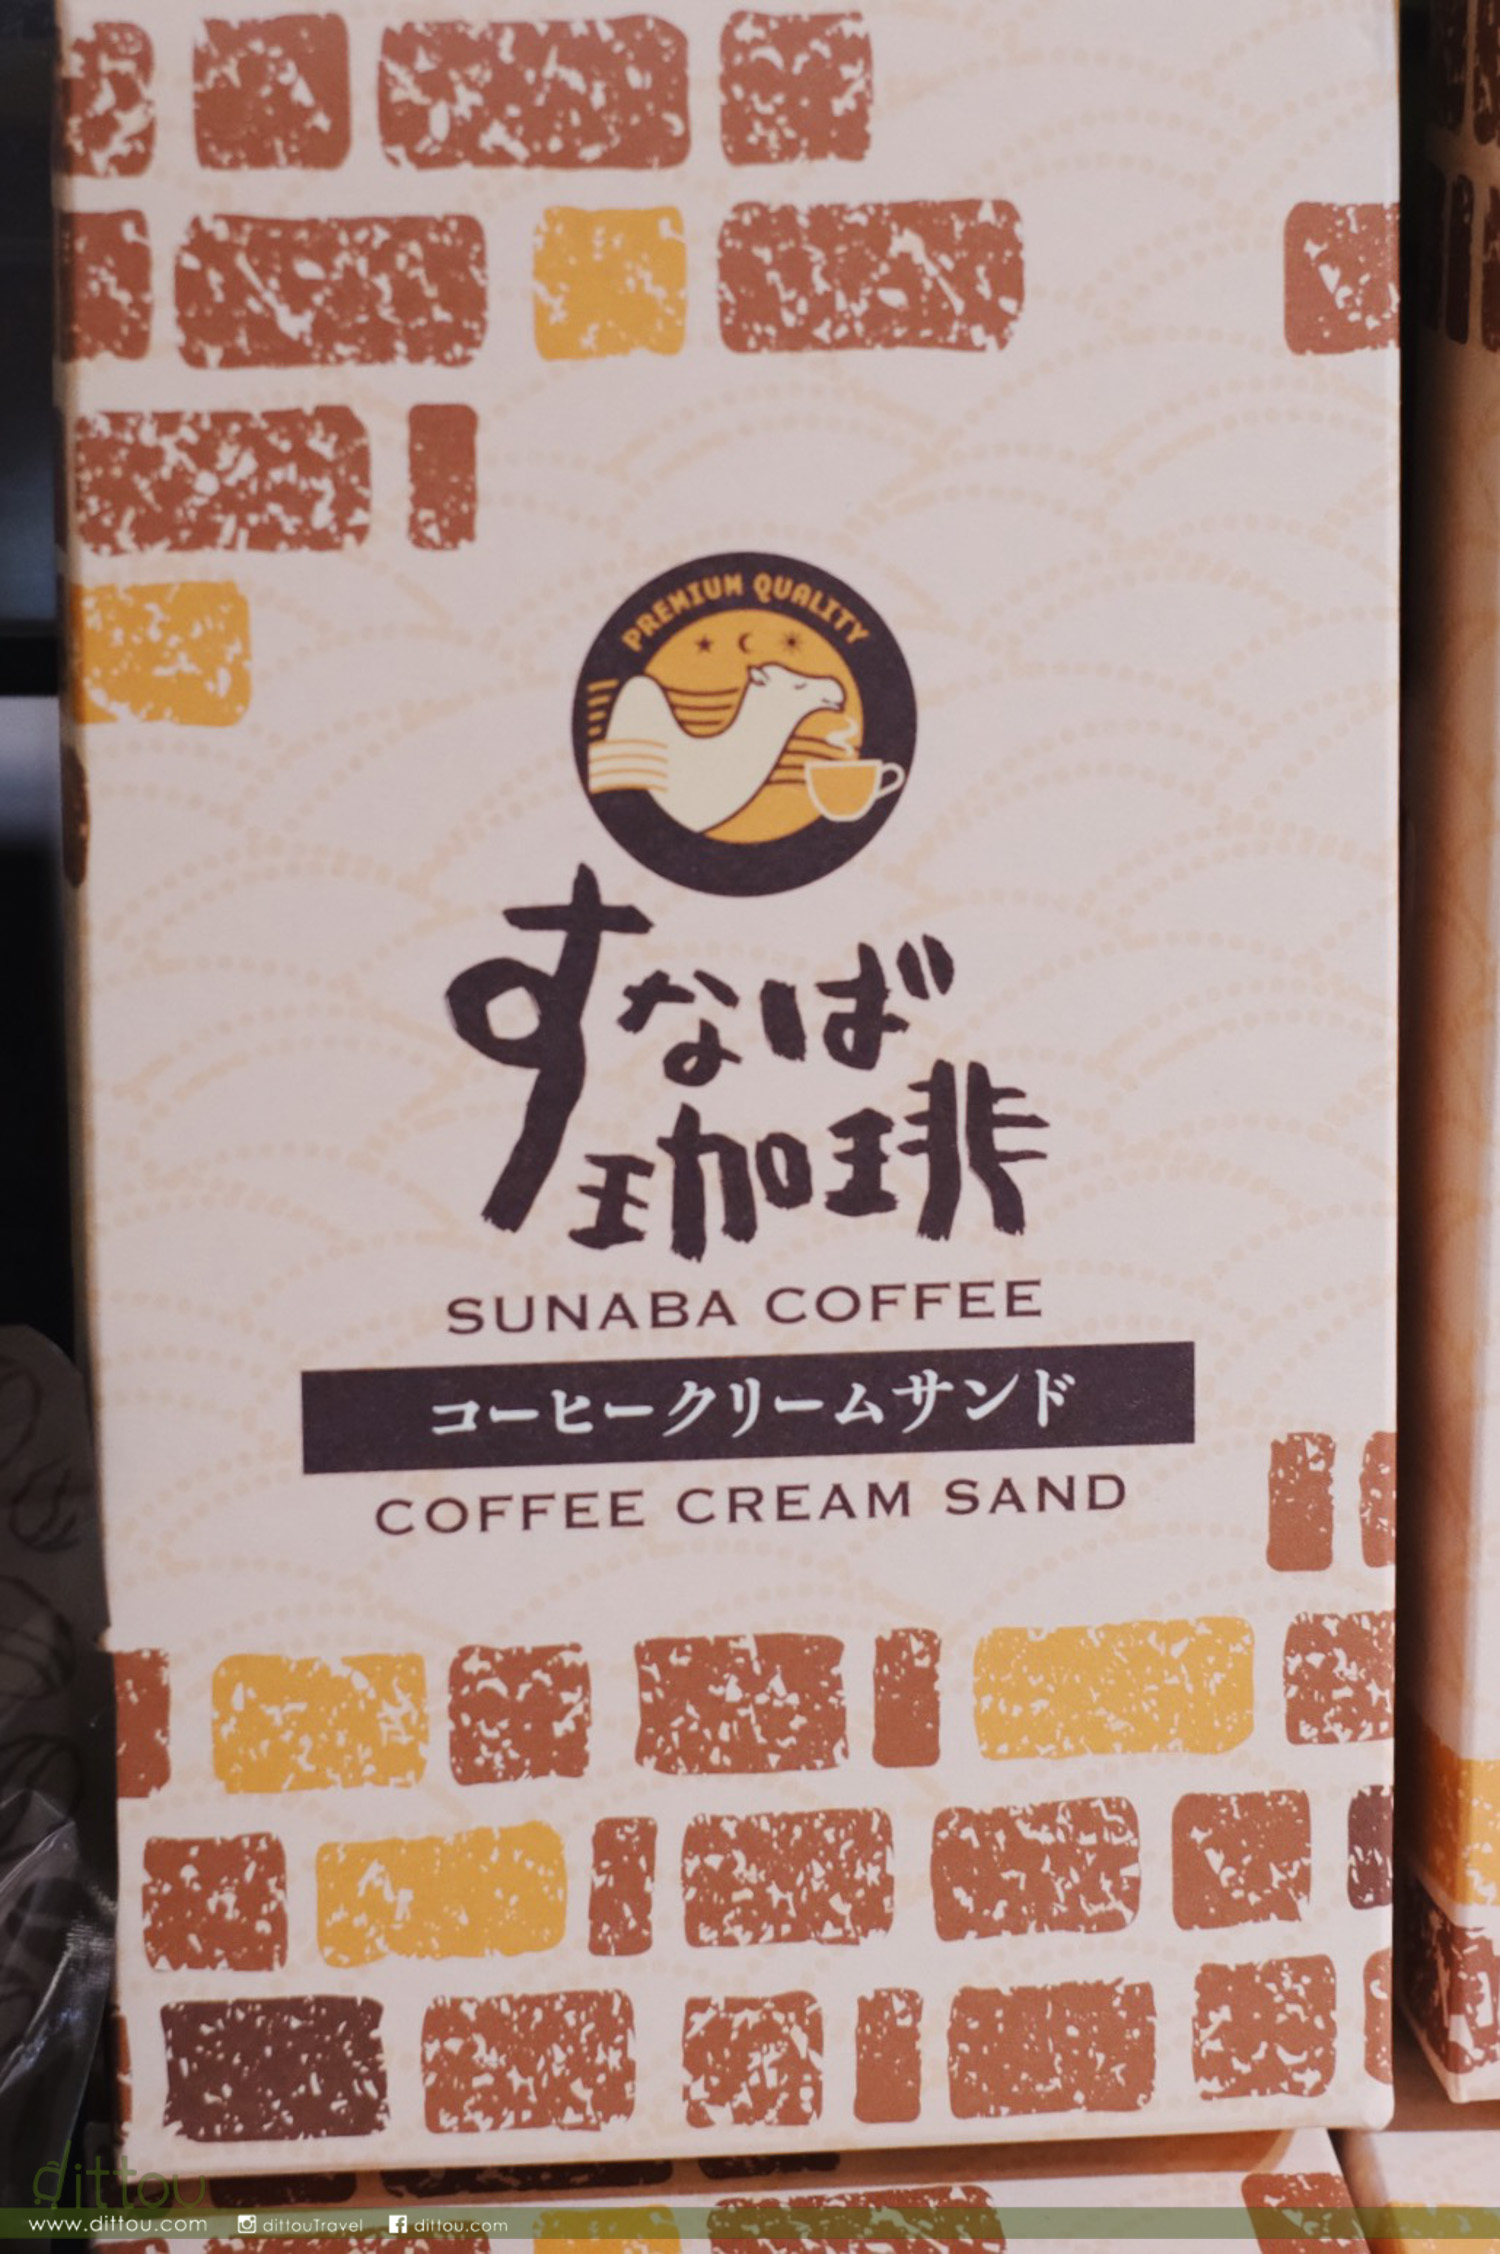 PREMIUM QUALITY
すなば
珈琲
SUNABA COFFEE
コーヒークリームサンド
COFFEE CREAM SAND
dittou
www.dittou.com dittouTravel dittou.com